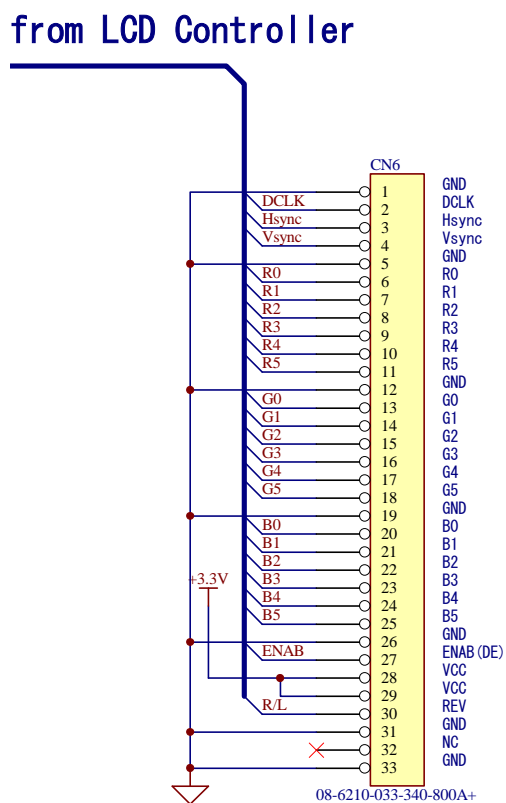 from LCD Controller
CN6
1 GND
DCLK 2 DCLK
Hsync 3 Hsync
Vsync 4 Vsync
5 GND
R0 6 R0
R1 7 R1
R2 8 R2
R3 9 R3
R4 10 R4
R5 11 R5
12 GND
G0 13 G0
G1 14 G1
G2 15 G2
G3 16 G3
G4 17 G4
G5 18 G5
19 GND
B0 20 B0
B1 21 B1
B2 22 B2
+3.3V B3 23 B3
B4 24 B4
B5 25 B5
26 GND
ENAB 27 ENAB(DE)
28 VCC
29 VCC
R/L 30 REV
31 GND
32 NC
33 GND
08-6210-033-340-800A+